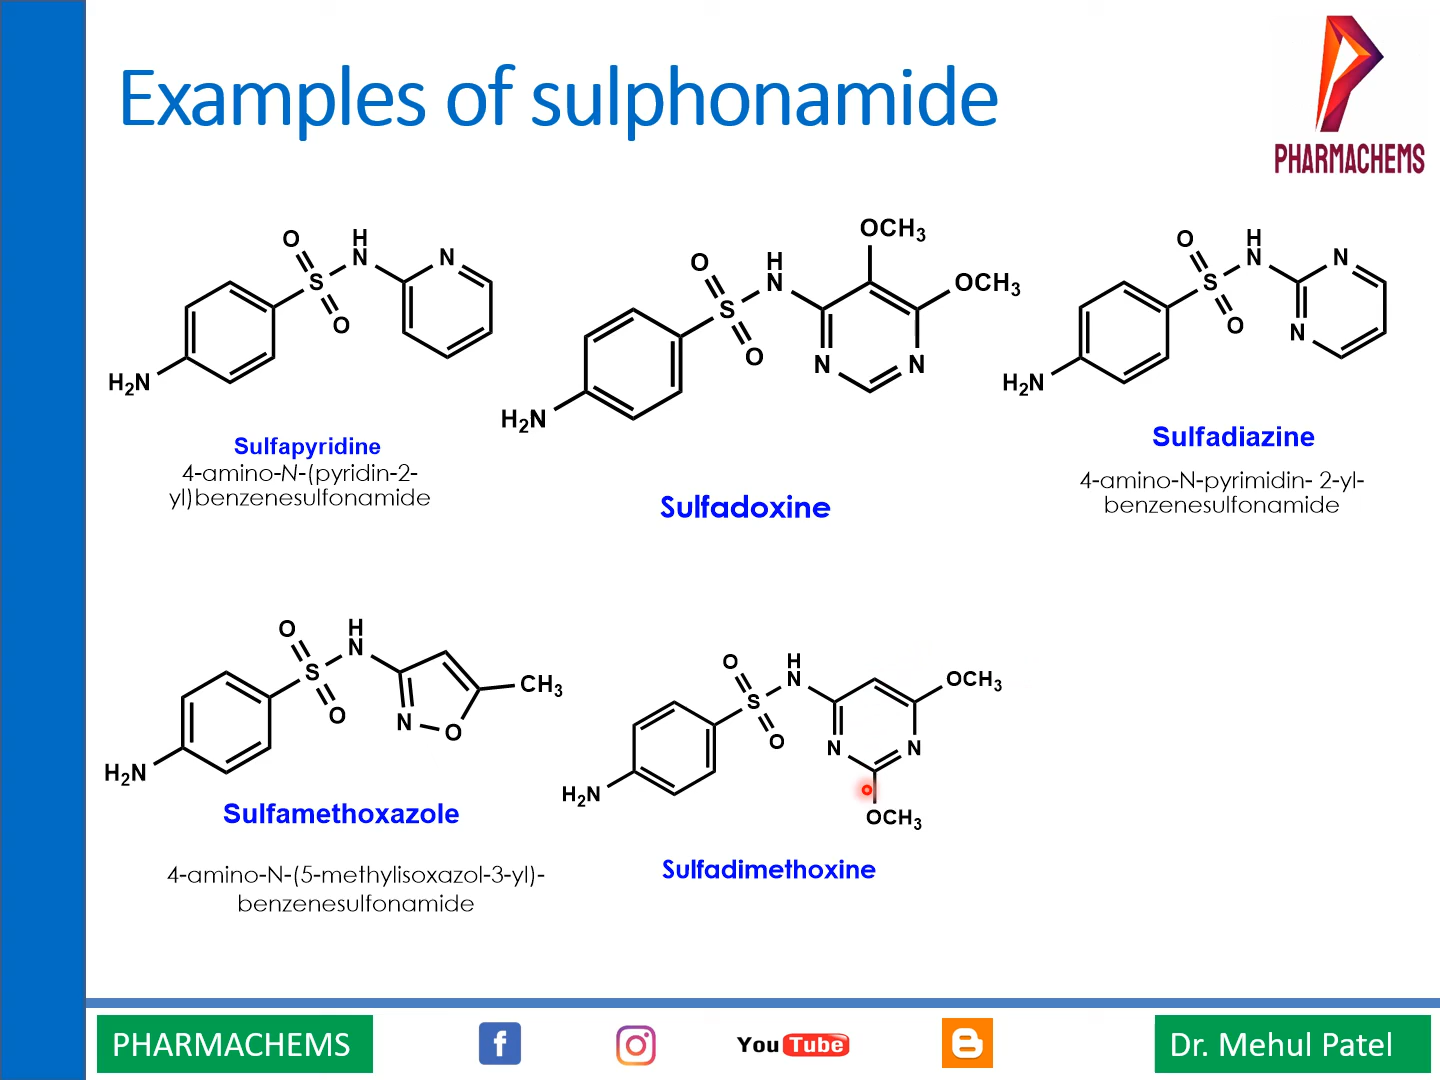 Examples of sulphonamide
PHARMACHEMS
O
H
N
S
O
N
H₂N
Sulfapyridine
4-amino-N-(pyridin-2-
yl)benzenesulfonamide
OCH₃
OCH₃
O
H
N
S
O
N
N
H₂N
Sulfadoxine
O
H
N
S
O
N
N
H₂N
Sulfadiazine
4-amino-N-pyrimidin- 2-yl-
benzenesulfonamide
O
H
N
S
O
N
O
CH₃
H₂N
Sulfamethoxazole
4-amino-N-(5-methylisoxazol-3-yl)-
benzenesulfonamide
O
H
N
S
O
N
N
OCH₃
OCH₃
H₂N
Sulfadimethoxine
PHARMACHEMS
f
YouTube
B
Dr. Mehul Patel